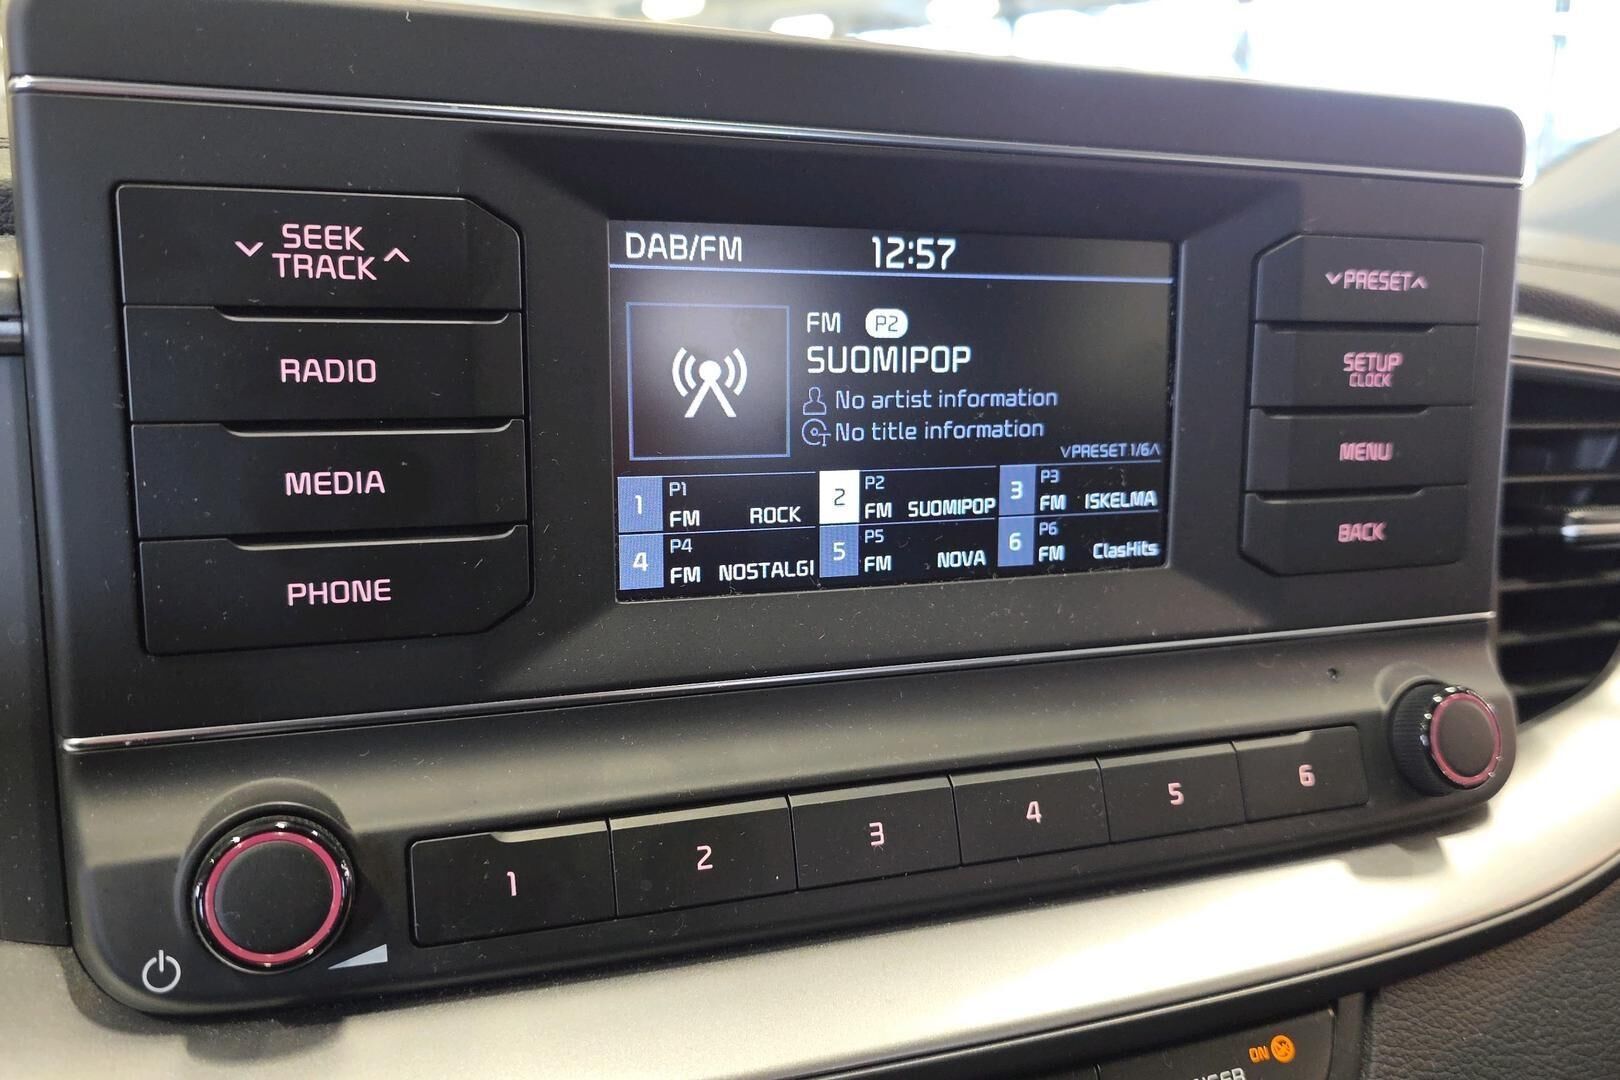 SEEK
TRACK
RADIO
MEDIA
PHONE
DAB/FM 12:57
FM P2
SUOMIPOP
No artist information
No title information
PRESET 1/6
1 P1 FM ROCK
2 P2 FM SUOMIPOP
3 P3 FM ISKELMA
4 P4 FM NOSTALGI
5 P5 FM NOVA
6 P6 FM ClasHits
PRESET
SETUP
CLOCK
MENU
BACK
1 2 3 4 5 6
ON